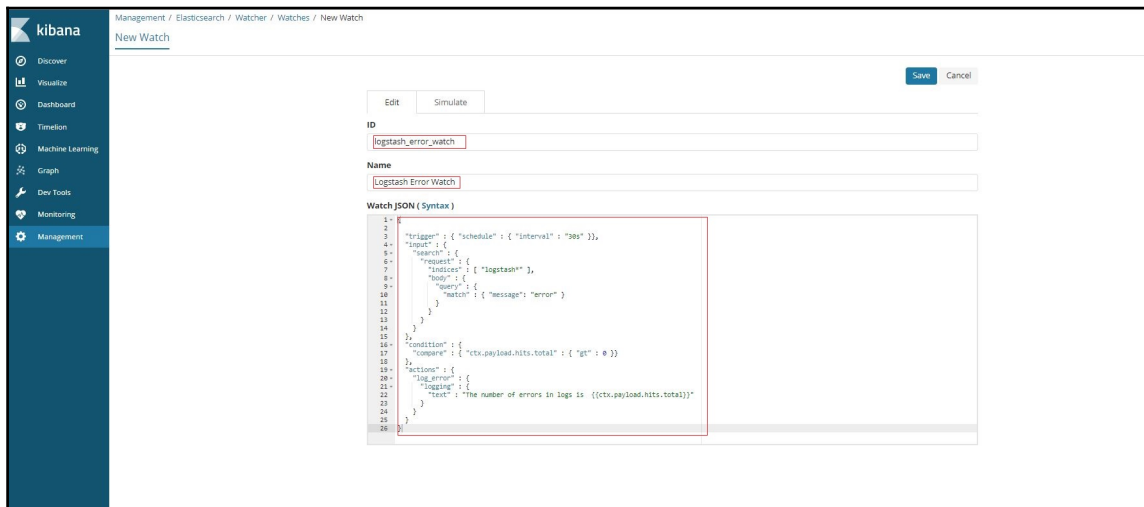 kibana
Management / Elasticsearch / Watcher / Watches / New Watch
New Watch
Discover
Visualize
Dashboard
Timelion
Machine Learning
Graph
Dev Tools
Monitoring
Management
Save Cancel
Edit Simulate
ID
logstash_error_watch
Name
Logstash Error Watch
Watch JSON ( Syntax )
1 {
2
3 "trigger" : { "schedule" : { "interval" : "30s" }},
4 "input" : {
5 "search" : {
6 "request" : {
7 "indices" : [ "logstash*" ],
8 "body" : {
9 "query" : {
10 "match" : { "message": "error" }
11 }
12 }
13 }
14 }
15 },
16 "condition" : {
17 "compare" : { "ctx.payload.hits.total" : { "gt" : 0 }}
18 },
19 "actions" : {
20 "log_error" : {
21 "logging" : {
22 "text" : "The number of errors in logs is {{ctx.payload.hits.total}}"
23 }
24 }
25 }
26 }